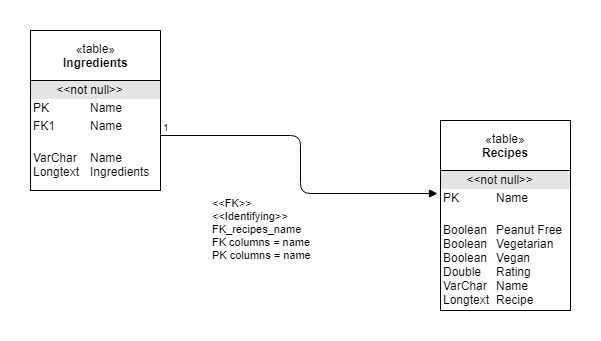 «table»
Ingredients
<<not null>>
PK Name
FK1 Name
VarChar Name
Longtext Ingredients
1
<<FK>>
<<Identifying>>
FK_recipes_name
FK columns = name
PK columns = name
«table»
Recipes
<<not null>>
PK Name
Boolean Peanut Free
Boolean Vegetarian
Boolean Vegan
Double Rating
VarChar Name
Longtext Recipe